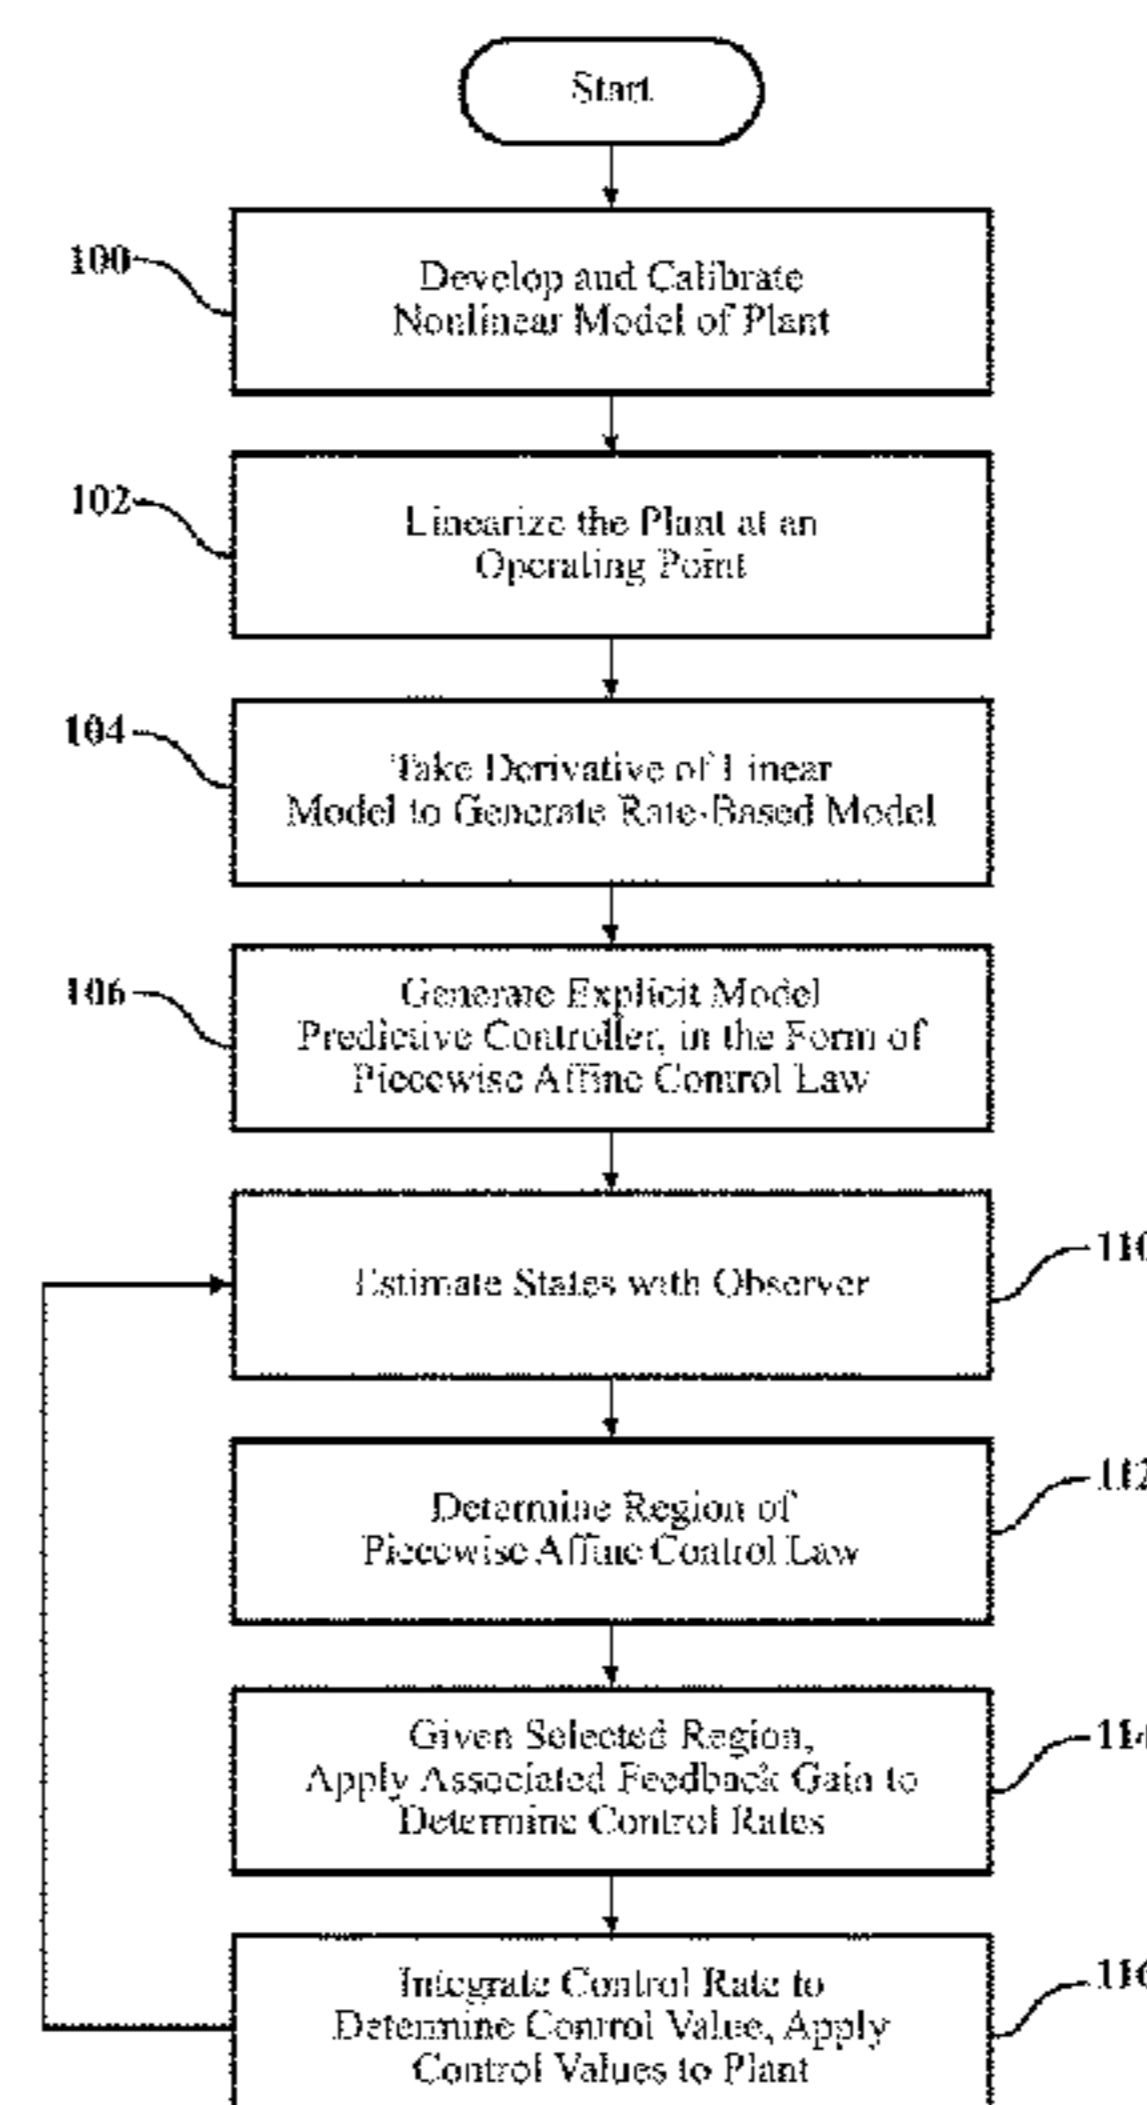 Start
100
Develop and Calibrate
Nonlinear Model of Plant
102
Linearize the Plant at an
Operating Point
104
Take Derivative of Linear
Model to Generate Rate-Based Model
106
Generate Explicit Model
Predictive Controller, in the Form of
Piecewise Affine Control Law
110
Estimate States with Observer
112
Determine Region of
Piecewise Affine Control Law
114
Given Selected Region,
Apply Associated Feedback Gain to
Determine Control Rates
116
Integrate Control Rate to
Determine Control Value, Apply
Control Values to Plant